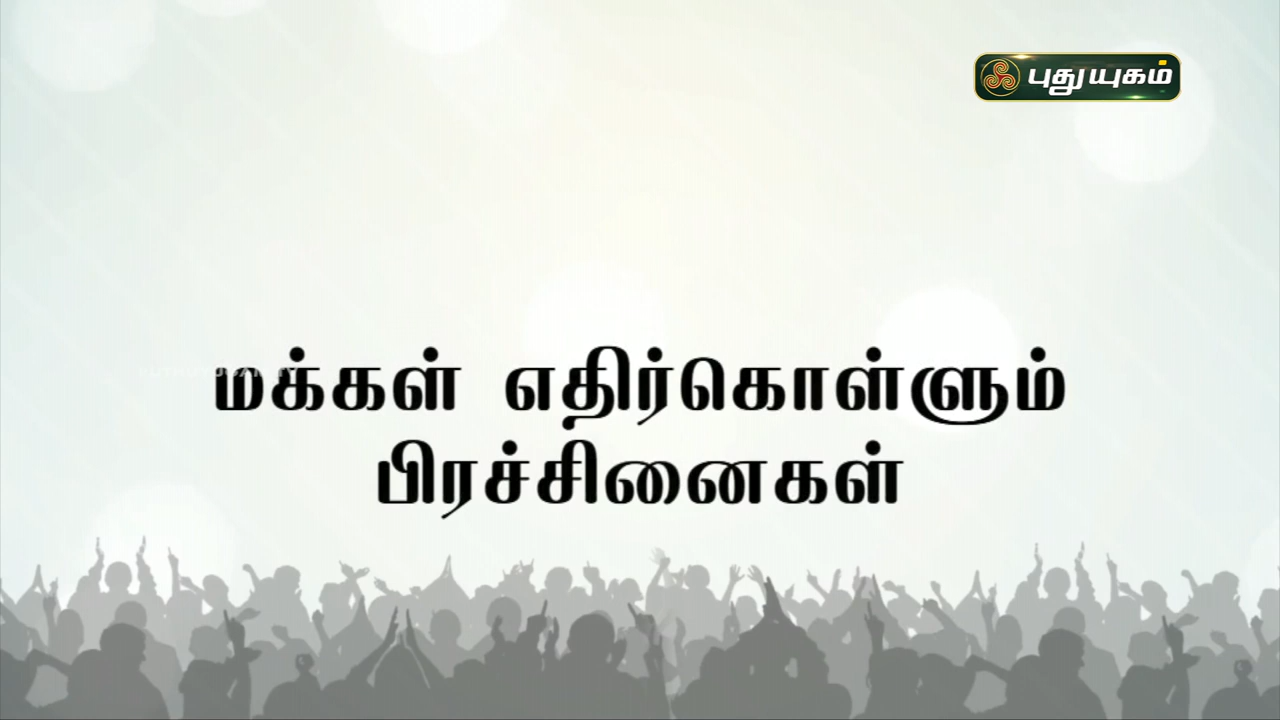 புதுயுகம்
மக்கள் எதிர்கொள்ளும்
பிரச்சினைகள்